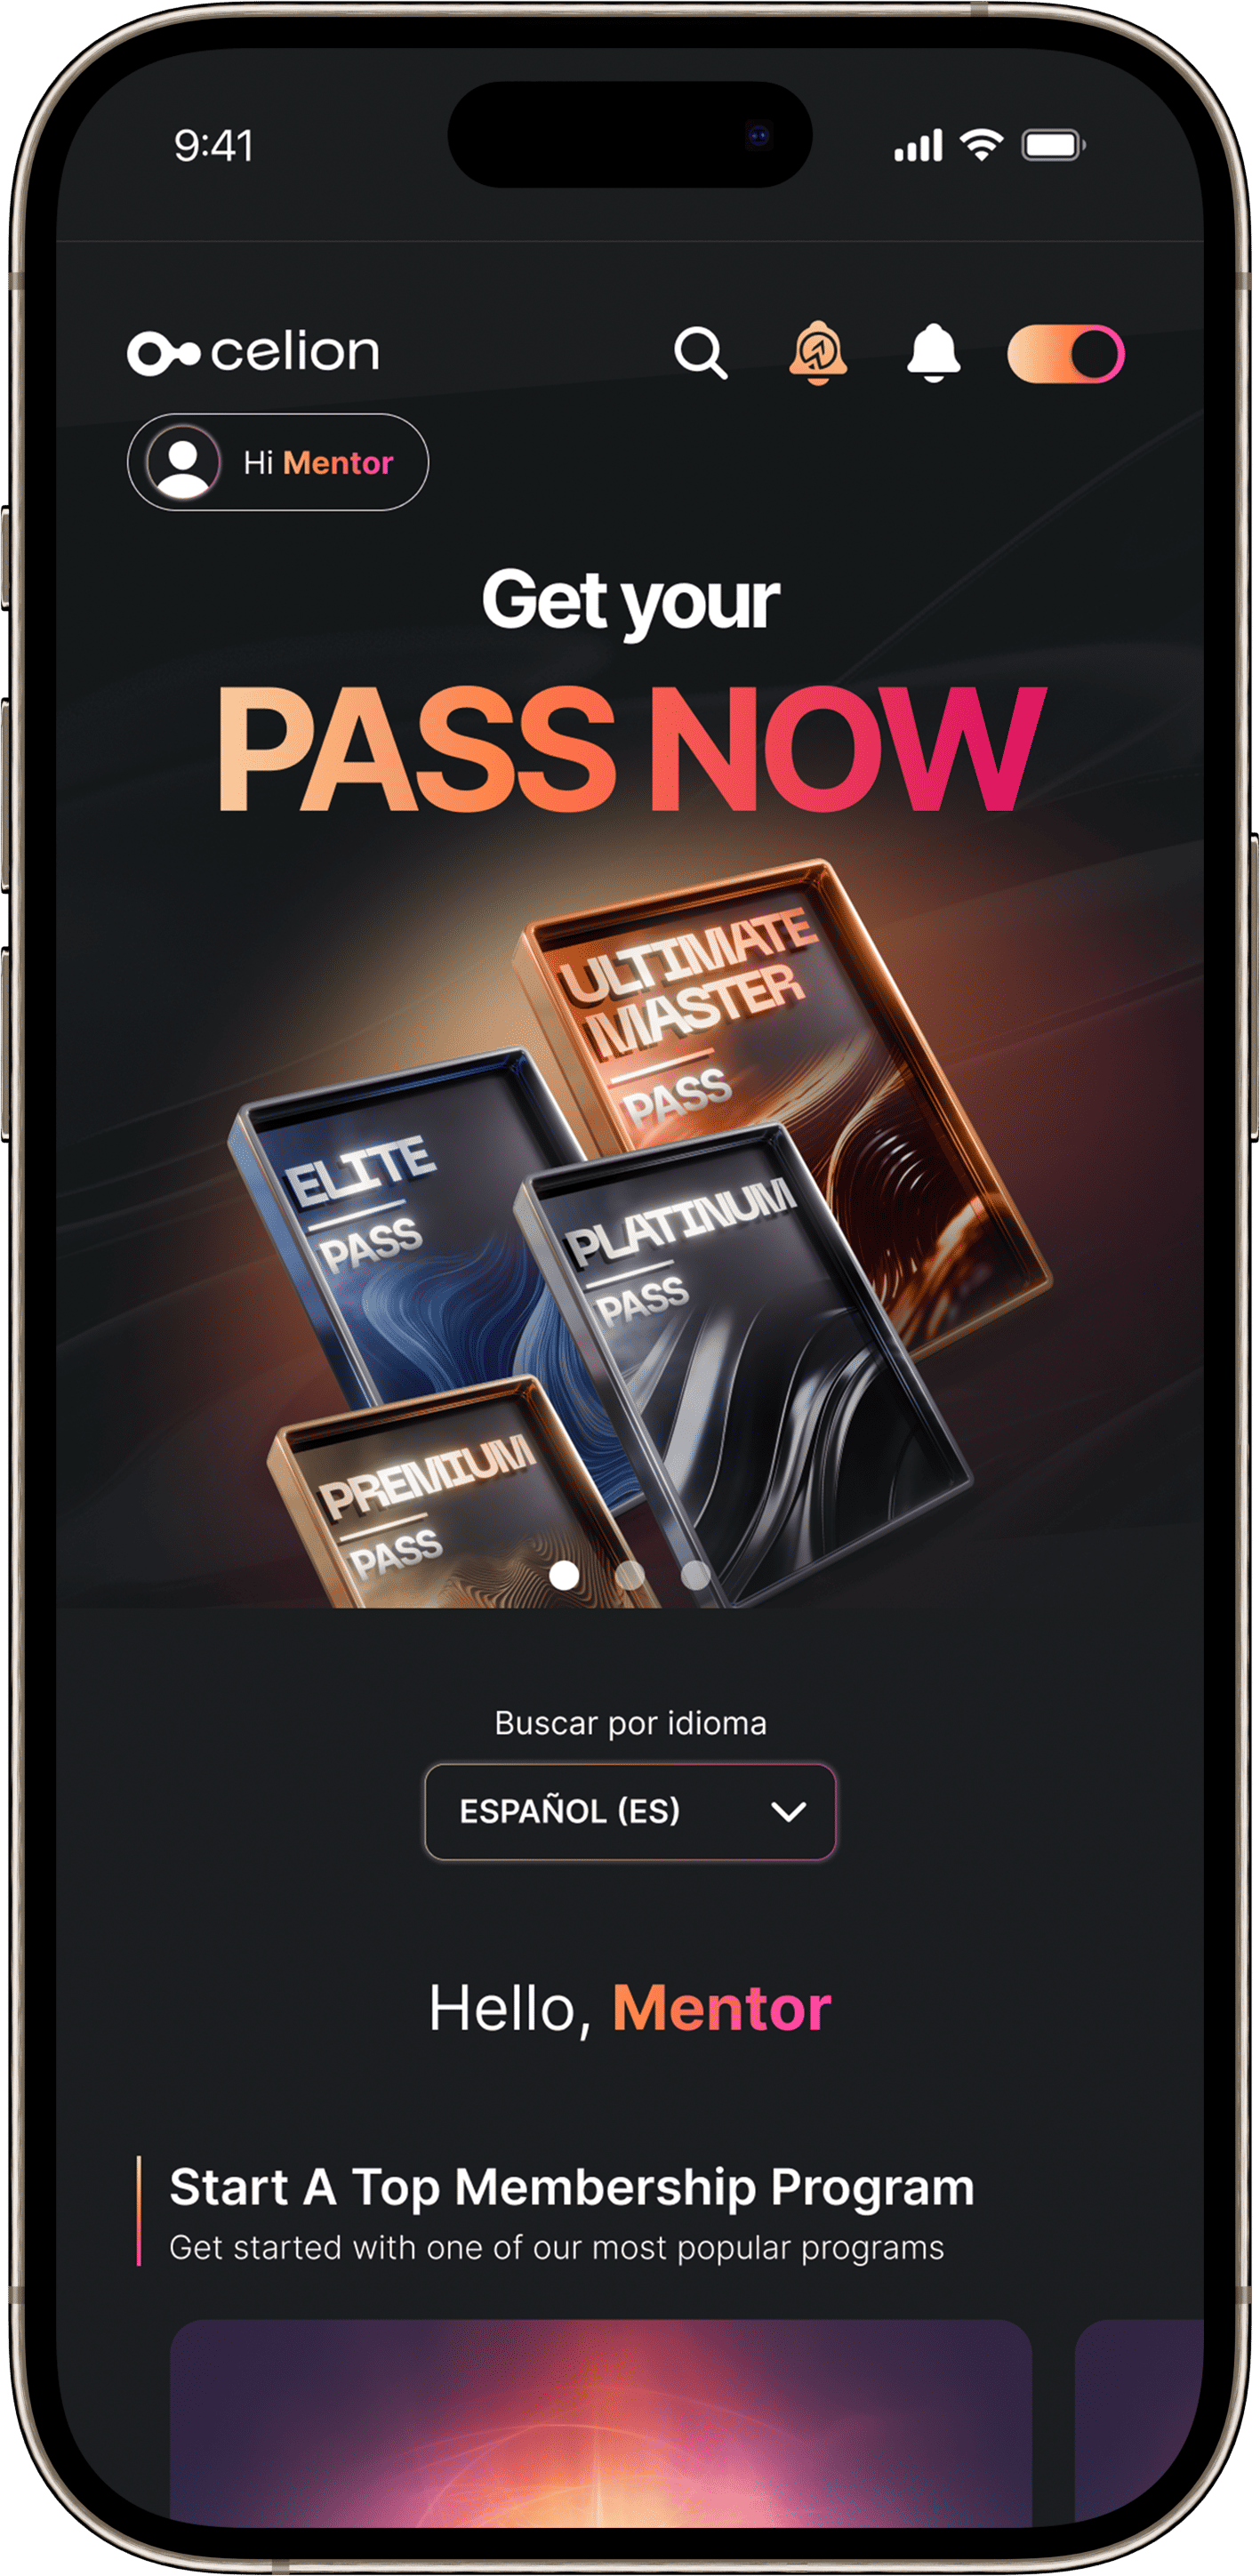 9:41
celion
Hi Mentor
Get your
PASS NOW
ULTIMATE
MASTER
PASS
ELITE
PASS
PLATINUM
PASS
PREMIUM
PASS
Buscar por idioma
ESPAÑOL (ES)
Hello, Mentor
Start A Top Membership Program
Get started with one of our most popular programs